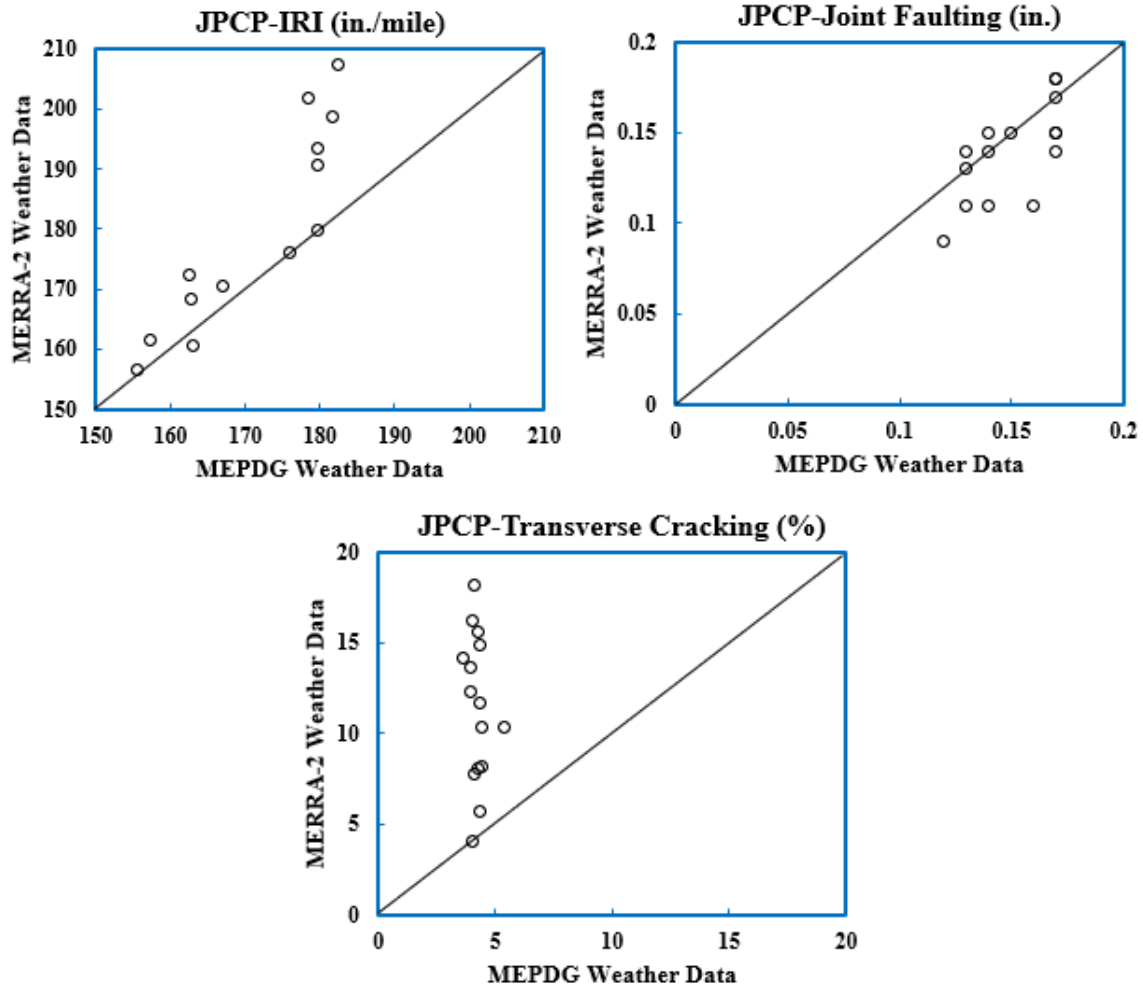 JPCP-IRI (in./mile)
210
200
190
180
170
160
150
150 160 170 180 190 200 210
MERRA-2 Weather Data
MEPDG Weather Data
JPCP-Joint Faulting (in.)
0.2
0.15
0.1
0.05
0
0 0.05 0.1 0.15 0.2
MERRA-2 Weather Data
MEPDG Weather Data
JPCP-Transverse Cracking (%)
20
15
10
5
0
0 5 10 15 20
MERRA-2 Weather Data
MEPDG Weather Data